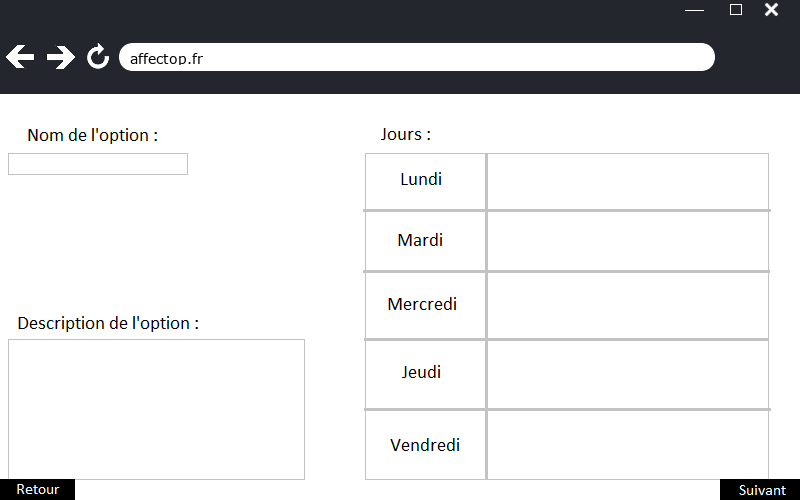 affectop.fr
Nom de l'option :
Jours :
Lundi
Mardi
Mercredi
Jeudi
Vendredi
Description de l'option :
Retour
Suivant